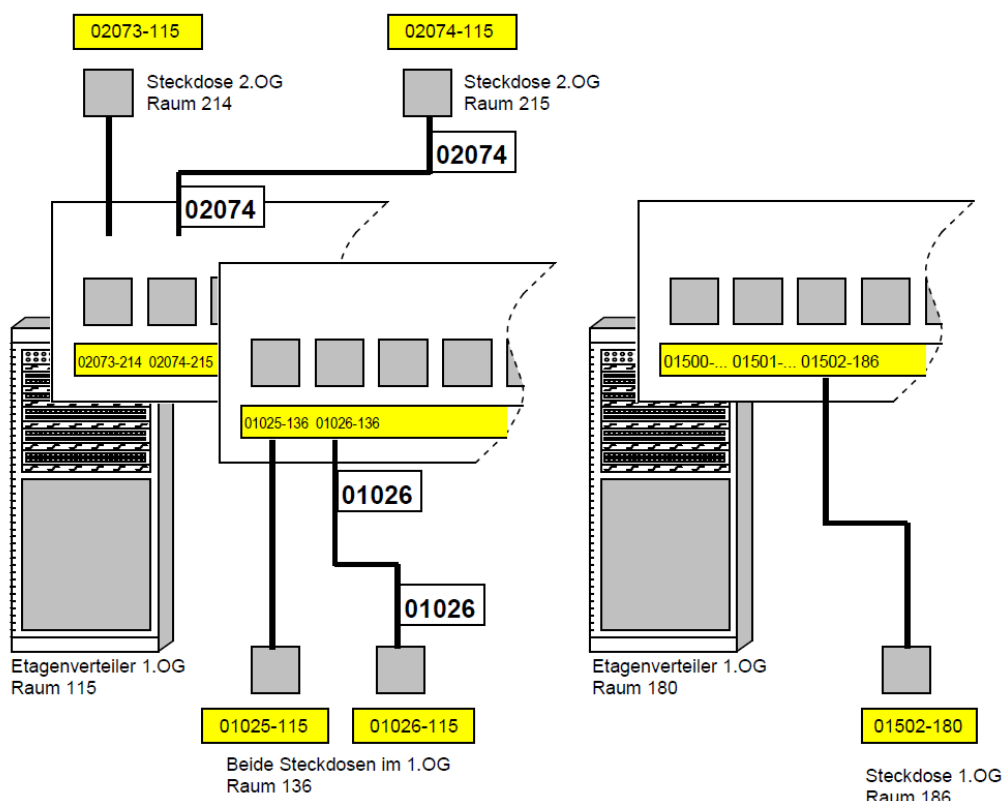 02073-115
02074-115
Steckdose 2.OG
Raum 214
Steckdose 2.OG
Raum 215
02074
02074
02073-214 02074-215
01500-... 01501-... 01502-186
01025-136 01026-136
01026
01026
Etagenverteiler 1.OG
Raum 115
Etagenverteiler 1.OG
Raum 180
01025-115
01026-115
01502-180
Beide Steckdosen im 1.OG
Raum 136
Steckdose 1.OG
Raum 186